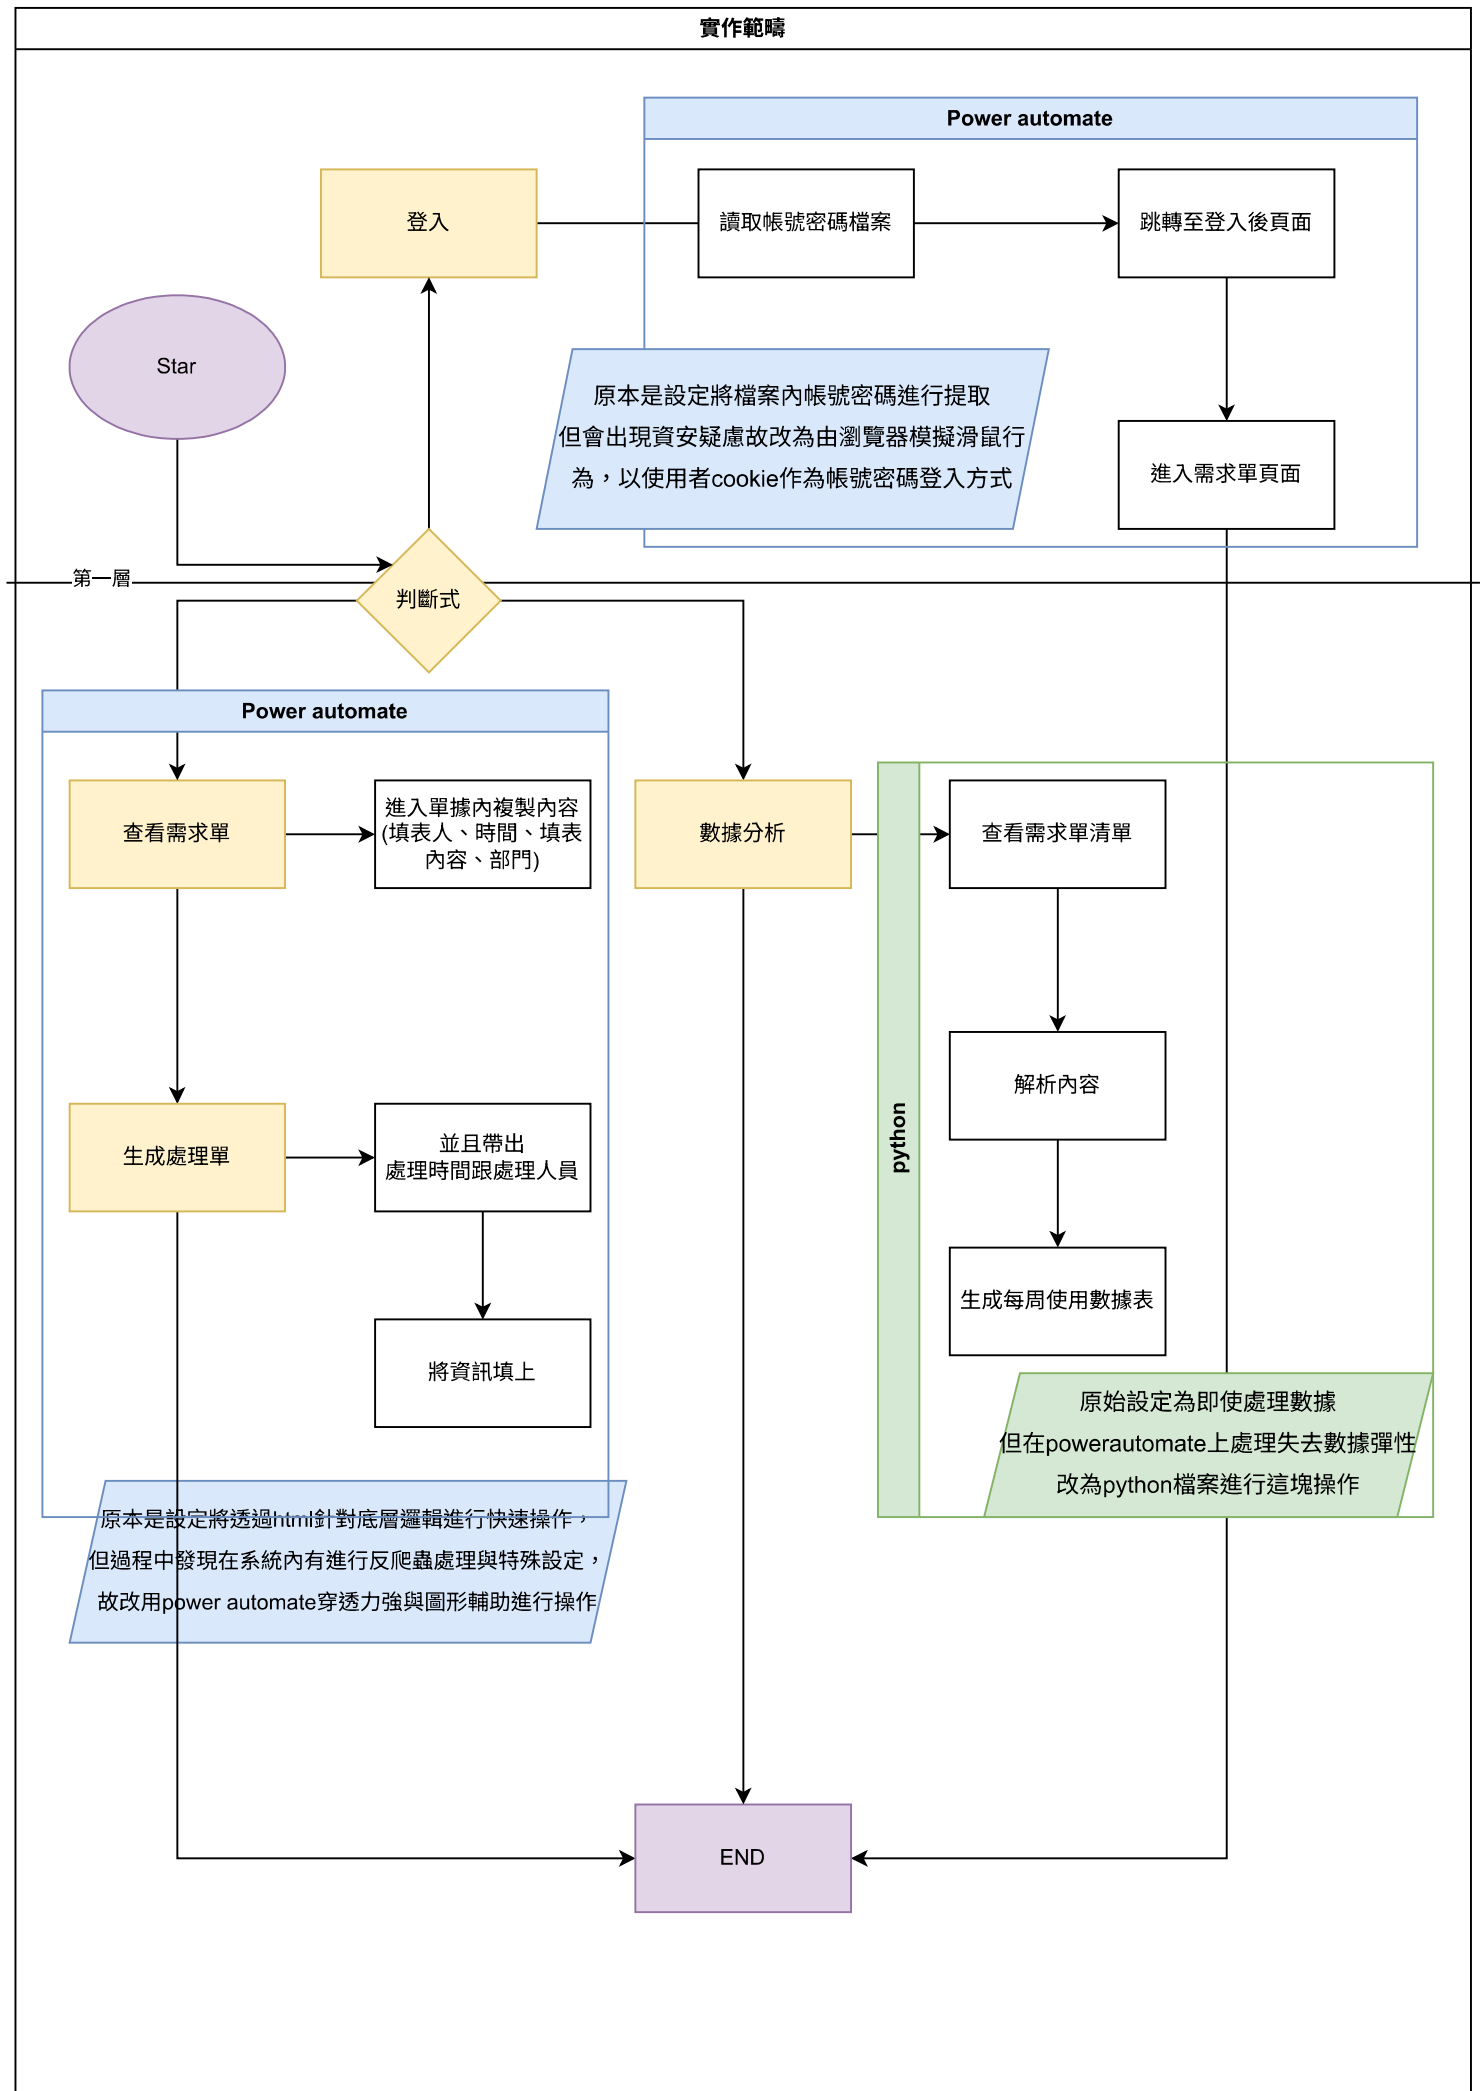 實作範疇
Power automate
登入
讀取帳號密碼檔案
跳轉至登入後頁面
Star
原本是設定將檔案內帳號密碼進行提取
但會出現資安疑慮故改為由瀏覽器模擬滑鼠行
為，以使用者cookie作為帳號密碼登入方式
進入需求單頁面
第一層
判斷式
Power automate
查看需求單
進入單據內複製內容
(填表人、時間、填表
內容、部門)
數據分析
查看需求單清單
python
解析內容
生成處理單
並且帶出
處理時間跟處理人員
生成每周使用數據表
將資訊填上
原始設定為即使處理數據
但在powerautomate上處理失去數據彈性
改為python檔案進行這塊操作
原本是設定將透過html針對底層邏輯進行快速操作，
但過程中發現在系統內有進行反爬蟲處理與特殊設定，
故改用power automate穿透力強與圖形輔助進行操作
END